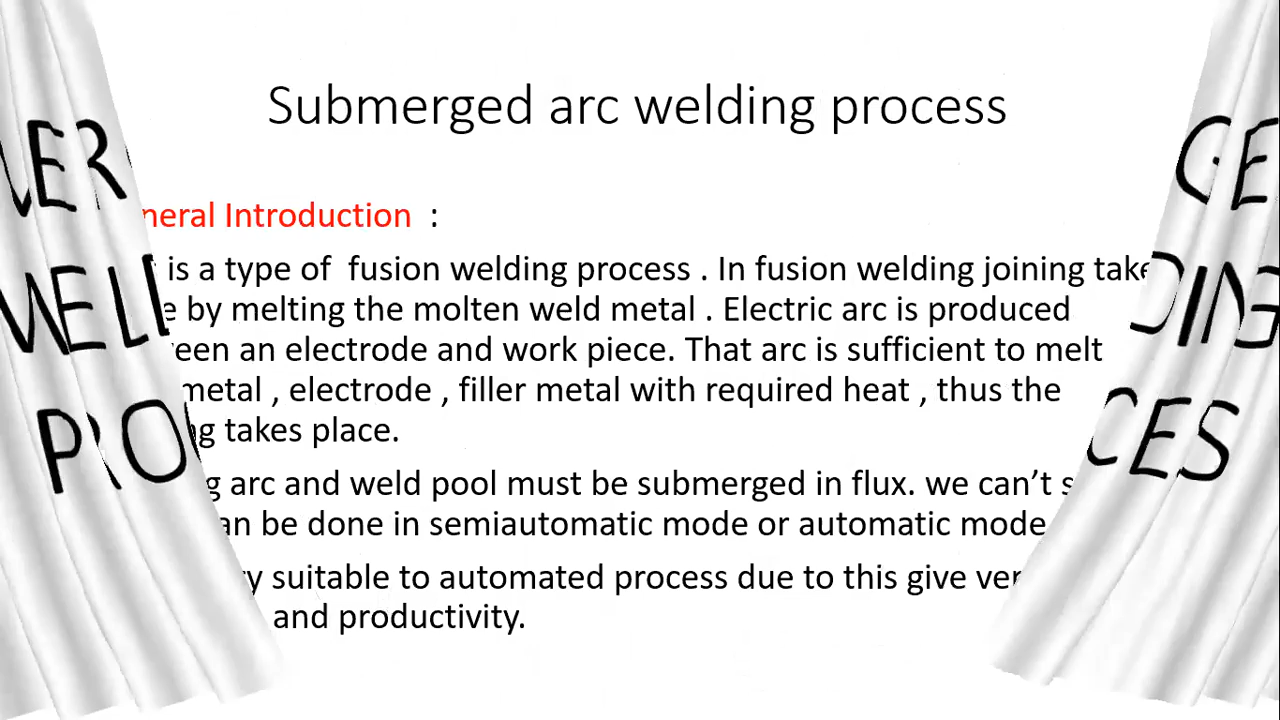 Submerged arc welding process
neral Introduction :
is a type of fusion welding process . In fusion welding joining take
e by melting the molten weld metal . Electric arc is produced
een an electrode and work piece. That arc is sufficient to melt
metal , electrode , filler metal with required heat , thus the
g takes place.
g arc and weld pool must be submerged in flux. we can’t s
an be done in semiautomatic mode or automatic mode
y suitable to automated process due to this give ver
and productivity.
VER GE
WELD DING
PRO CES